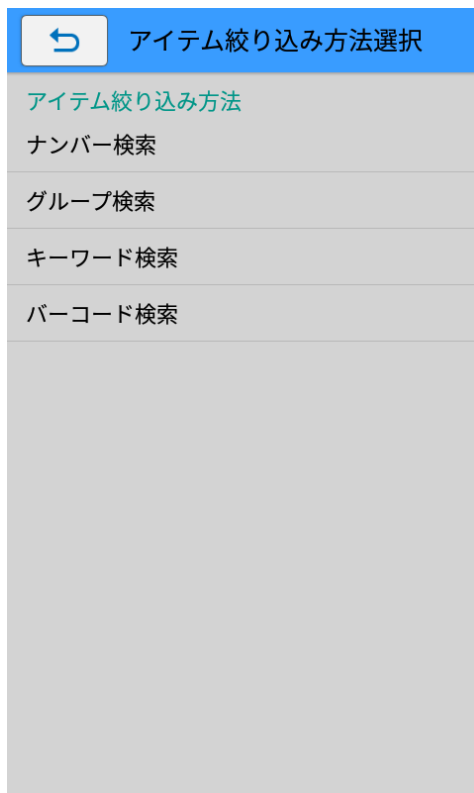 アイテム絞り込み方法選択
アイテム絞り込み方法
ナンバー検索
グループ検索
キーワード検索
バーコード検索